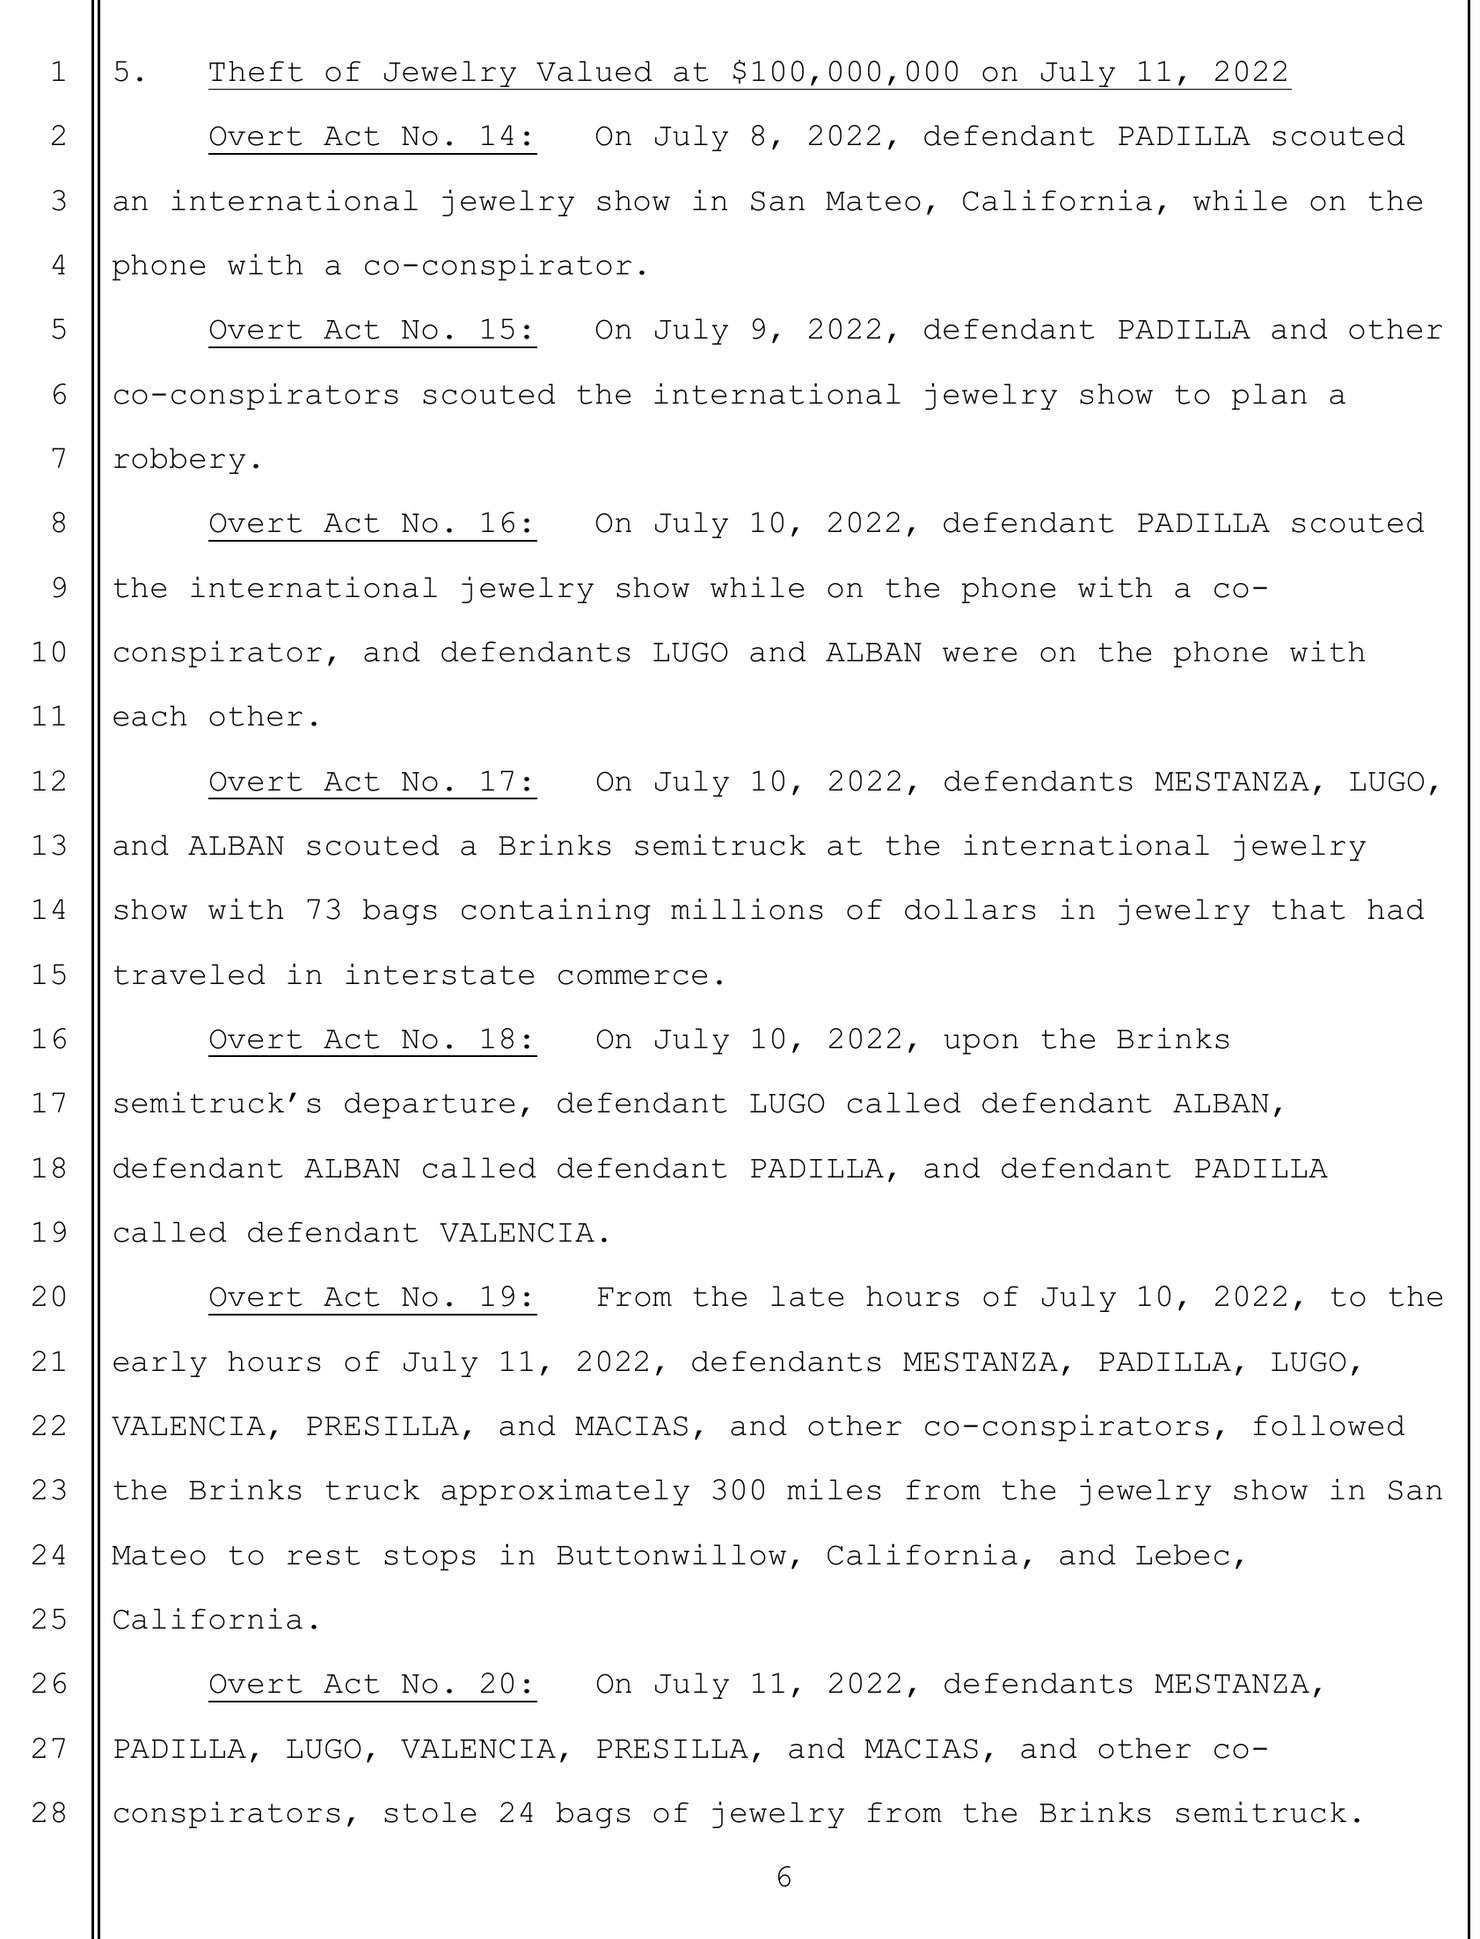 1 5. Theft of Jewelry Valued at $100,000,000 on July 11, 2022
2 Overt Act No. 14: On July 8, 2022, defendant PADILLA scouted
3 an international jewelry show in San Mateo, California, while on the
4 phone with a co-conspirator.
5 Overt Act No. 15: On July 9, 2022, defendant PADILLA and other
6 co-conspirators scouted the international jewelry show to plan a
7 robbery.
8 Overt Act No. 16: On July 10, 2022, defendant PADILLA scouted
9 the international jewelry show while on the phone with a co-
10 conspirator, and defendants LUGO and ALBAN were on the phone with
11 each other.
12 Overt Act No. 17: On July 10, 2022, defendants MESTANZA, LUGO,
13 and ALBAN scouted a Brinks semitruck at the international jewelry
14 show with 73 bags containing millions of dollars in jewelry that had
15 traveled in interstate commerce.
16 Overt Act No. 18: On July 10, 2022, upon the Brinks
17 semitruck’s departure, defendant LUGO called defendant ALBAN,
18 defendant ALBAN called defendant PADILLA, and defendant PADILLA
19 called defendant VALENCIA.
20 Overt Act No. 19: From the late hours of July 10, 2022, to the
21 early hours of July 11, 2022, defendants MESTANZA, PADILLA, LUGO,
22 VALENCIA, PRESILLA, and MACIAS, and other co-conspirators, followed
23 the Brinks truck approximately 300 miles from the jewelry show in San
24 Mateo to rest stops in Buttonwillow, California, and Lebec,
25 California.
26 Overt Act No. 20: On July 11, 2022, defendants MESTANZA,
27 PADILLA, LUGO, VALENCIA, PRESILLA, and MACIAS, and other co-
28 conspirators, stole 24 bags of jewelry from the Brinks semitruck.
6